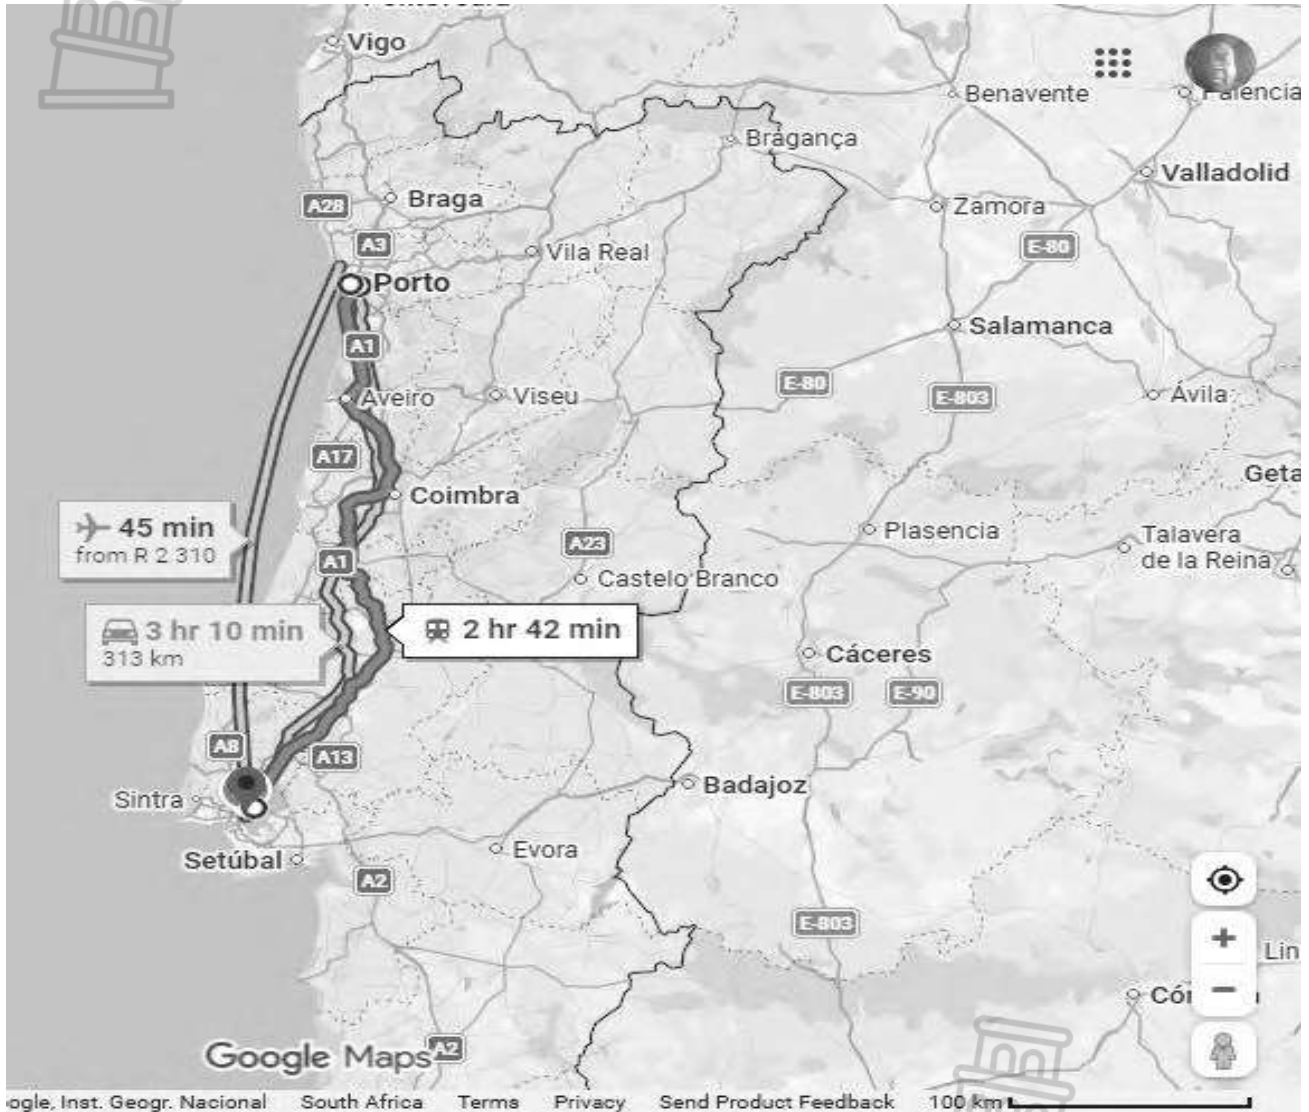 Vigo
Benavente
Palencia
Bragança
Valladolid
A28
Braga
Zamora
A3
E-80
Vila Real
Porto
Salamanca
A1
E-80
E-803
Ávila
Aveiro
Viseu
A17
Geta
Coimbra
45 min
from R 2 310
Plasencia
Talavera
de la Reina
A23
A1
Castelo Branco
3 hr 10 min
313 km
2 hr 42 min
Cáceres
E-803
E-90
A8
A13
Badajoz
Sintra
Setúbal
Evora
A2
E-803
Lin
Google Maps
A2
ogle, Inst. Geogr. Nacional South Africa Terms Privacy Send Product Feedback 100 km